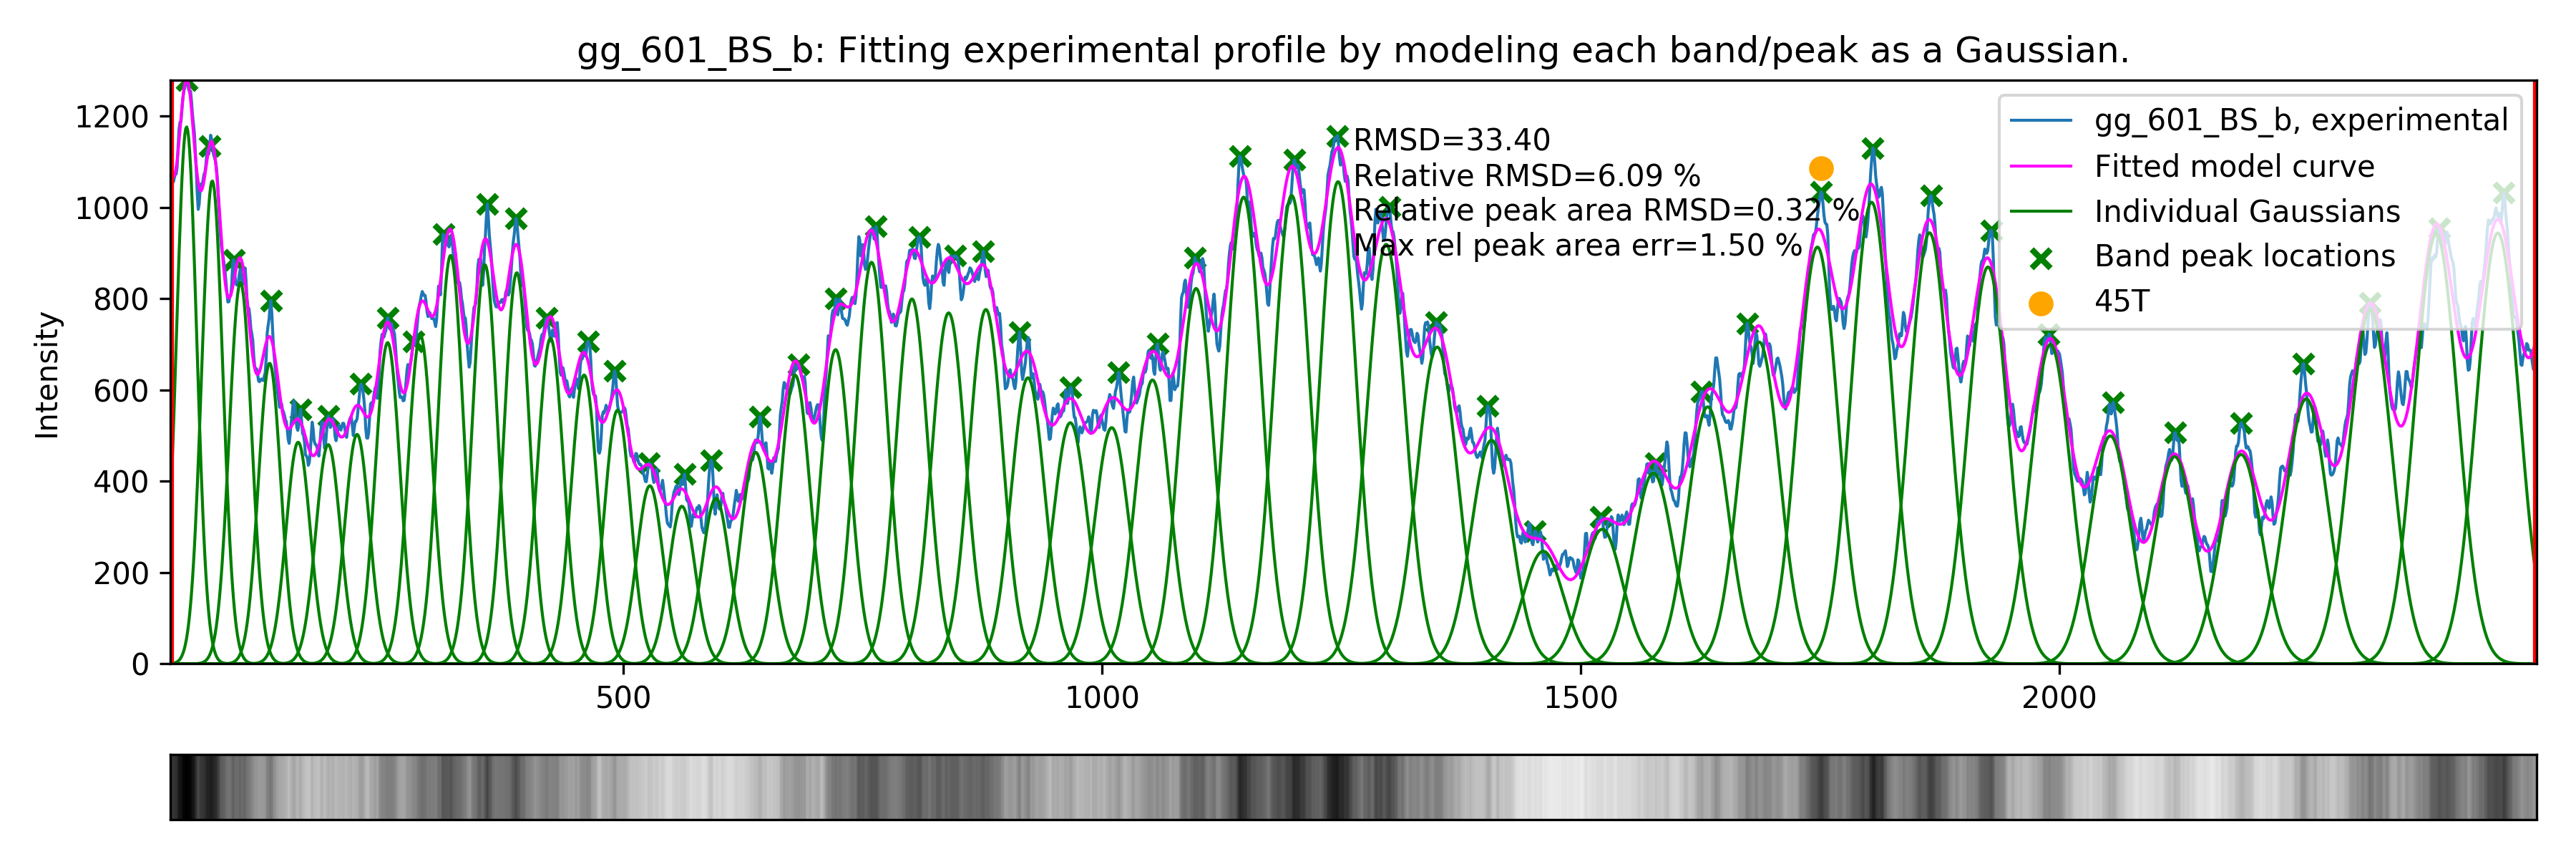 gg_601_BS_b: Fitting experimental profile by modeling each band/peak as a Gaussian.
Intensity
1200
1000
800
600
400
200
0
500
1000
1500
2000
RMSD=33.40
Relative RMSD=6.09 %
Relative peak area RMSD=0.32 %
Max rel peak area err=1.50 %
gg_601_BS_b, experimental
Fitted model curve
Individual Gaussians
Band peak locations
45T